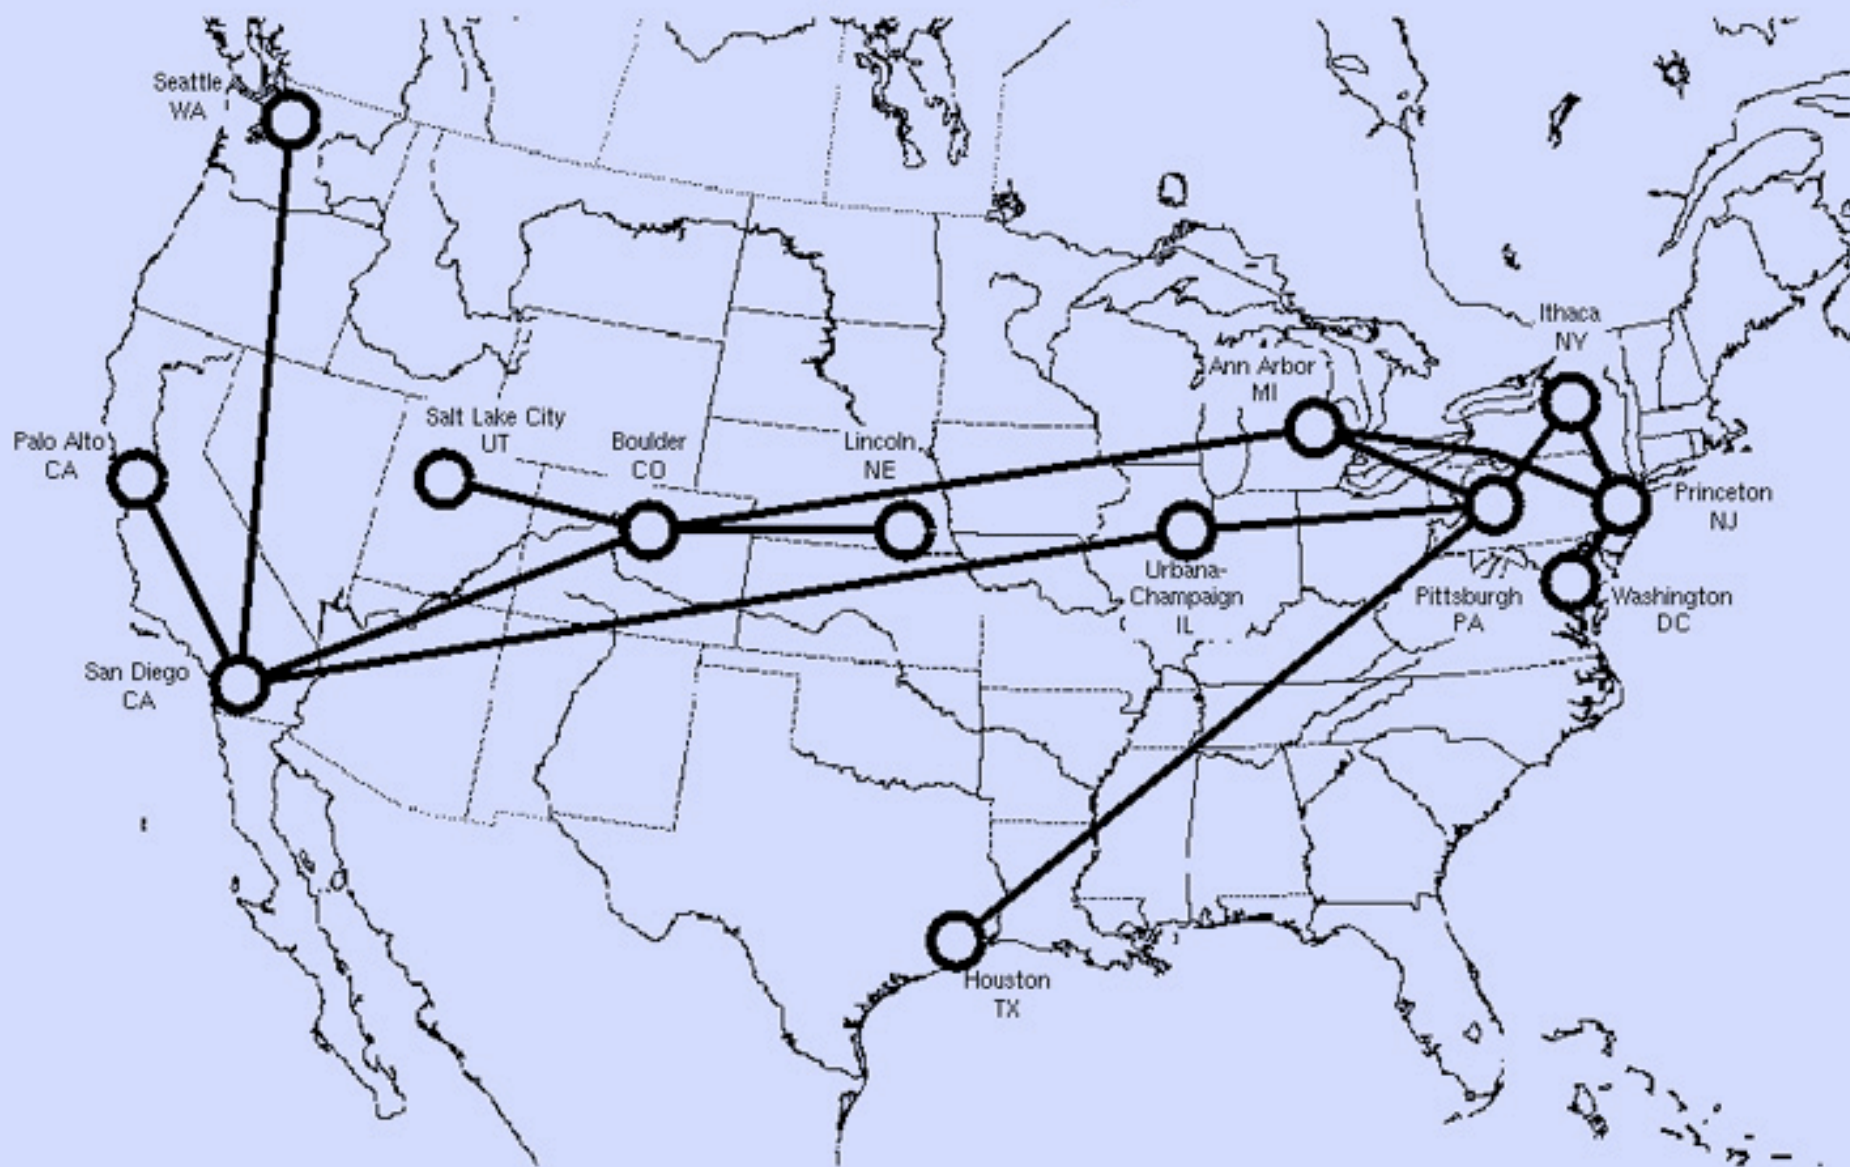 Seattle
WA
Ithaca
NY
Ann Arbor
MI
Salt Lake City
UT
Palo Alto
CA
Boulder
CO
Lincoln
NE
Princeton
NJ
Urbana-
Champaign
IL
Pittsburgh
PA
Washington
DC
San Diego
CA
Houston
TX